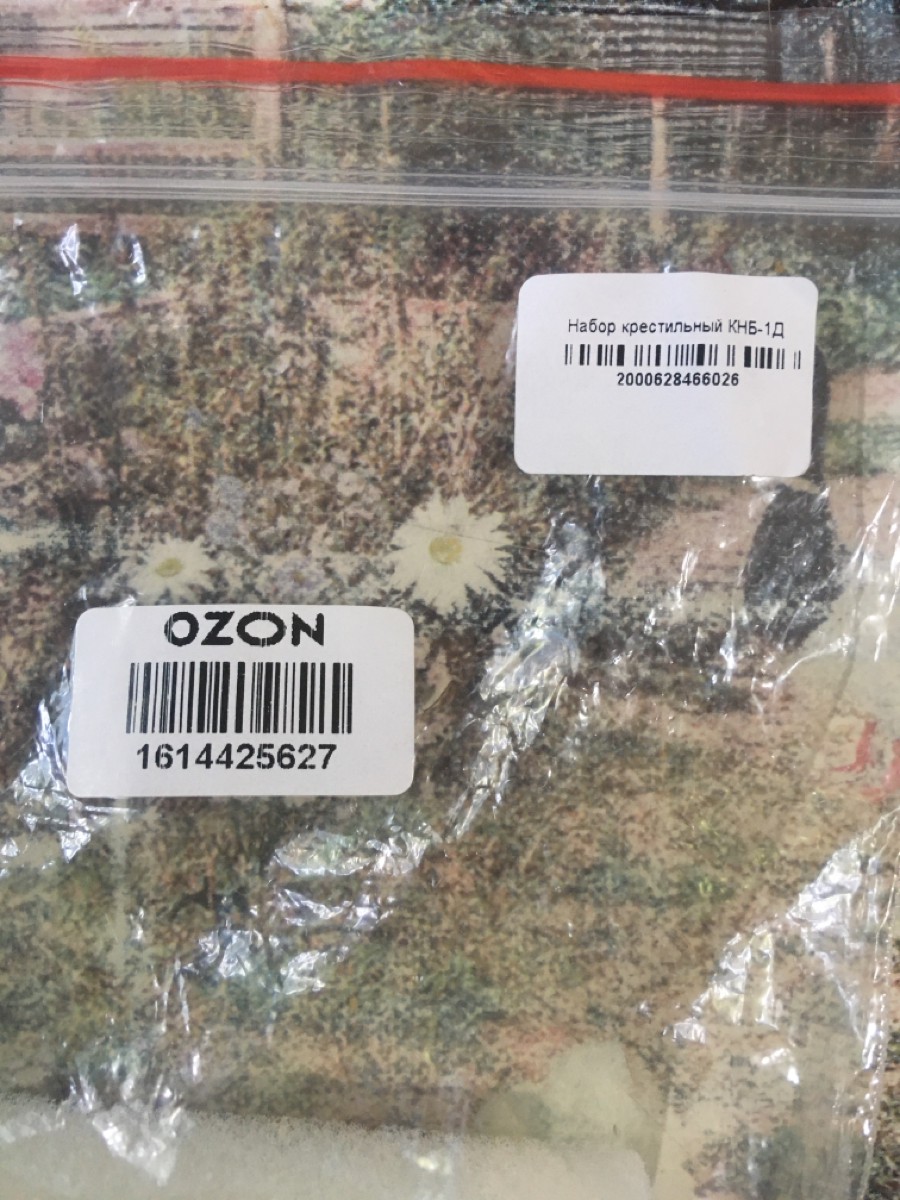 Набор крестильный КНБ-1Д
2000628466026
OZON
1614425627